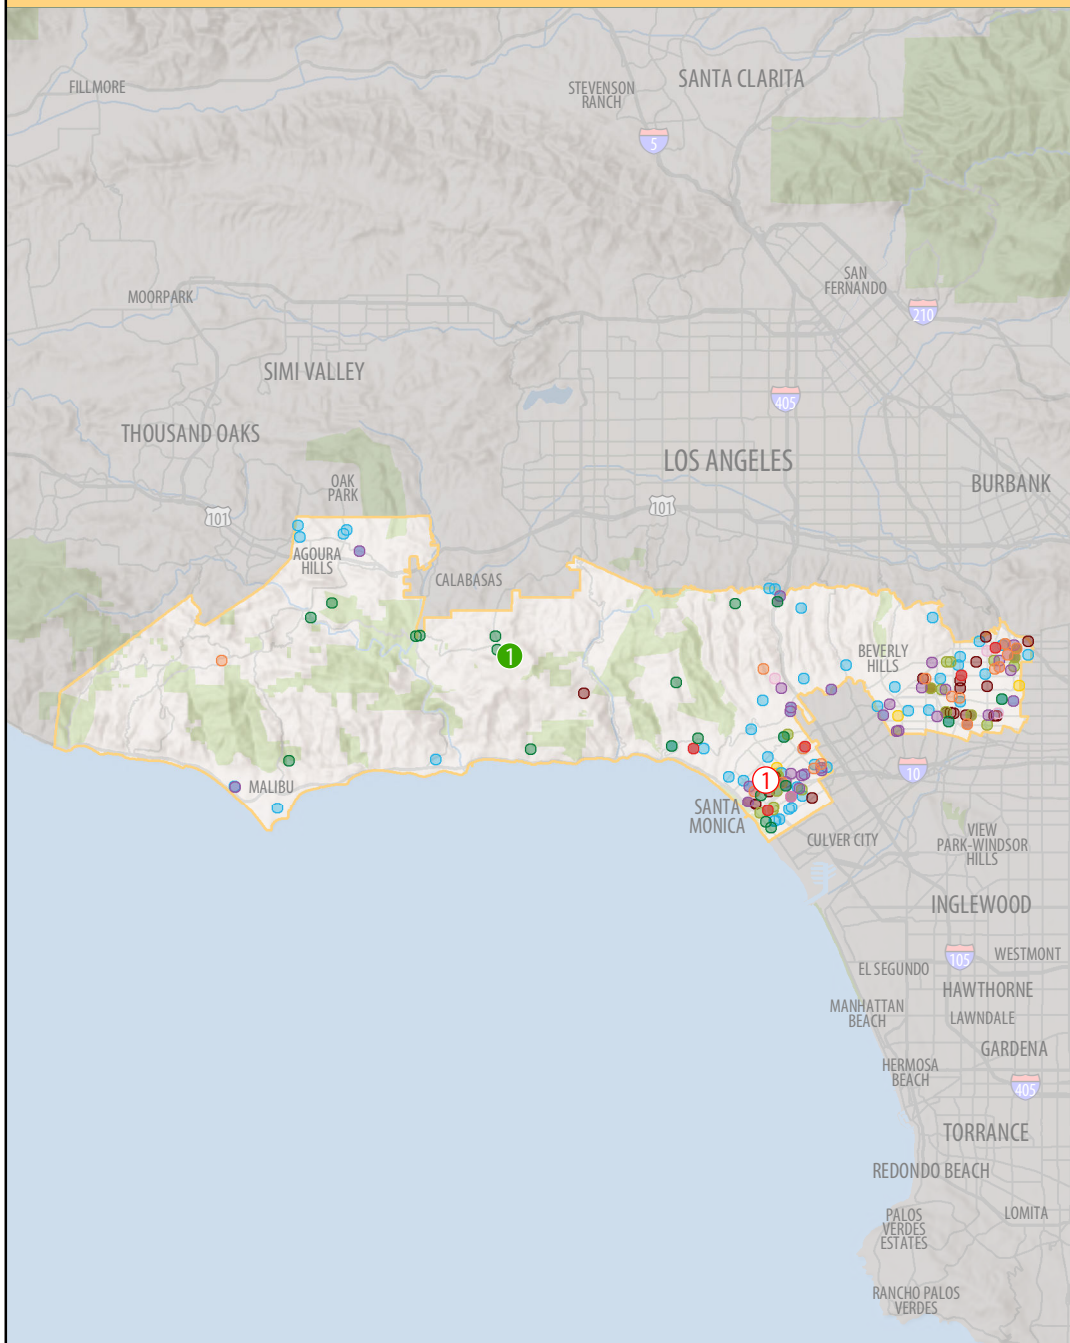 SANTA CLARITA
FILLMORE
STEVENSON
RANCH
5
SAN
FERNANDO
MOORPARK
210
SIMI VALLEY
405
THOUSAND OAKS
LOS ANGELES
BURBANK
OAK
PARK
101
101
AGOURA
HILLS
CALABASAS
BEVERLY
HILLS
1
10
MALIBU
1
SANTA
MONICA
CULVER CITY
VIEW
PARK-WINDSOR
HILLS
INGLEWOOD
105
WESTMONT
EL SEGUNDO
HAWTHORNE
MANHATTAN
BEACH
LAWNDALE
GARDENA
HERMOSA
BEACH
405
TORRANCE
REDONDO BEACH
PALOS
VERDES
ESTATES
LOMITA
RANCHO PALOS
VERDES